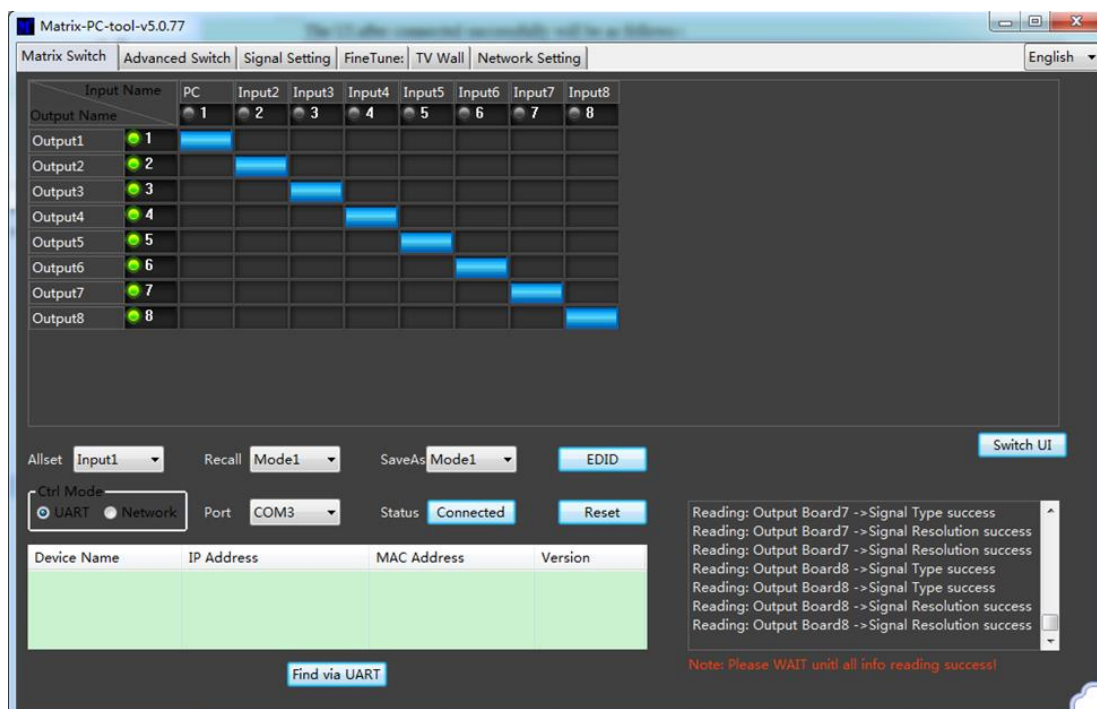 Matrix-PC-tool-v5.0.77
Matrix Switch Advanced Switch Signal Setting FineTune: TV Wall Network Setting English
Input Name PC Input2 Input3 Input4 Input5 Input6 Input7 Input8
Output Name 1 2 3 4 5 6 7 8
Output1 1
Output2 2
Output3 3
Output4 4
Output5 5
Output6 6
Output7 7
Output8 8
Switch UI
Allset Input1 Recall Mode1 SaveAs Mode1 EDID
Ctrl Mode
UART Network Port COM3 Status Connected Reset
Device Name IP Address MAC Address Version
Find via UART
Reading: Output Board7 ->Signal Type success
Reading: Output Board7 ->Signal Resolution success
Reading: Output Board7 ->Signal Resolution success
Reading: Output Board8 ->Signal Type success
Reading: Output Board8 ->Signal Type success
Reading: Output Board8 ->Signal Resolution success
Reading: Output Board8 ->Signal Resolution success
Note: Please WAIT unitl all info reading success!